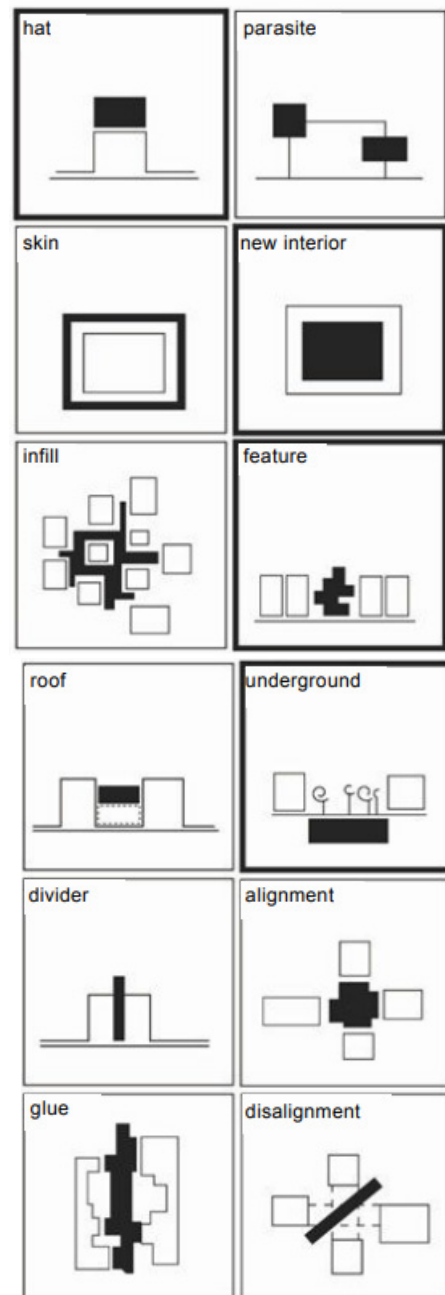 hat
parasite
skin
new interior
infill
feature
roof
underground
divider
alignment
glue
disalignment